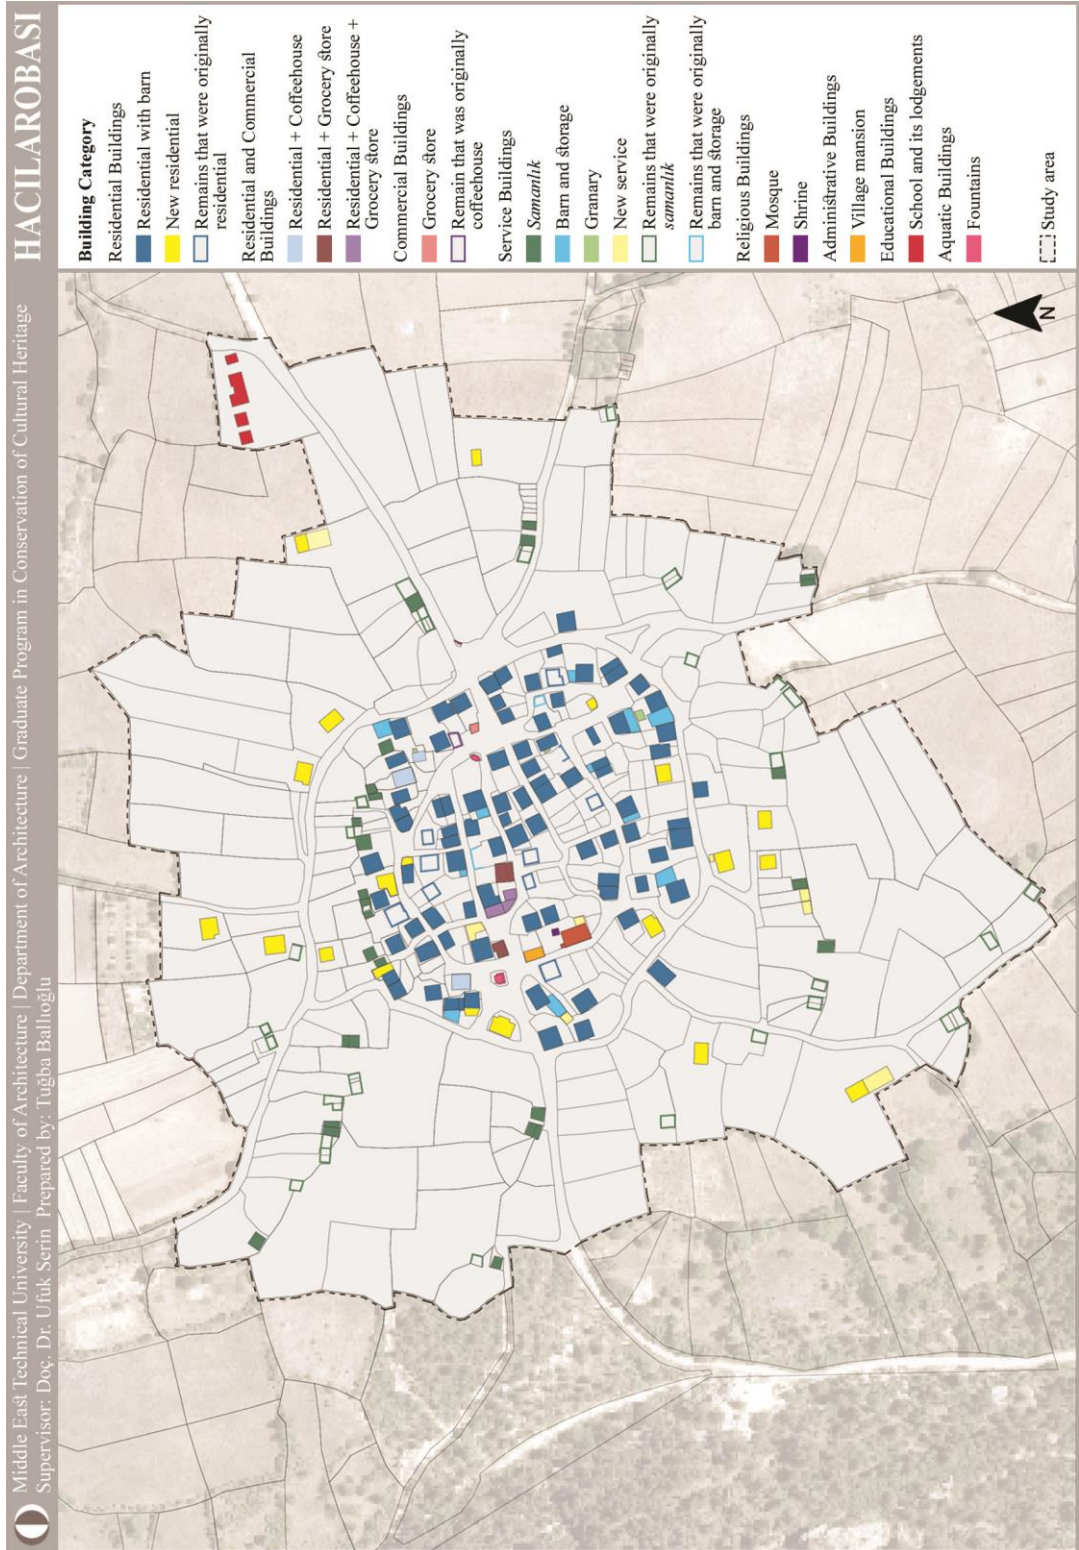 Middle East Technical University | Faculty of Architecture | Department of Architecture | Graduate Program in Conservation of Cultural Heritage
Supervisor: Doç. Dr. Ufuk Serin Prepared by: Tuğba Ballıoğlu
HACILAROBASI
Building Category
Residential Buildings
Residential with barn
New residential
Remains that were originally
residential
Residential and Commercial
Buildings
Residential + Coffeehouse
Residential + Grocery store
Residential + Coffeehouse +
Grocery store
Commercial Buildings
Grocery store
Remain that was originally
coffeehouse
Service Buildings
Samanlık
Barn and storage
Granary
New service
Remains that were originally
samanlık
Remains that were originally
barn and storage
Religious Buildings
Mosque
Shrine
Administrative Buildings
Village mansion
Educational Buildings
School and its lodgements
Aquatic Buildings
Fountains
Study area
N